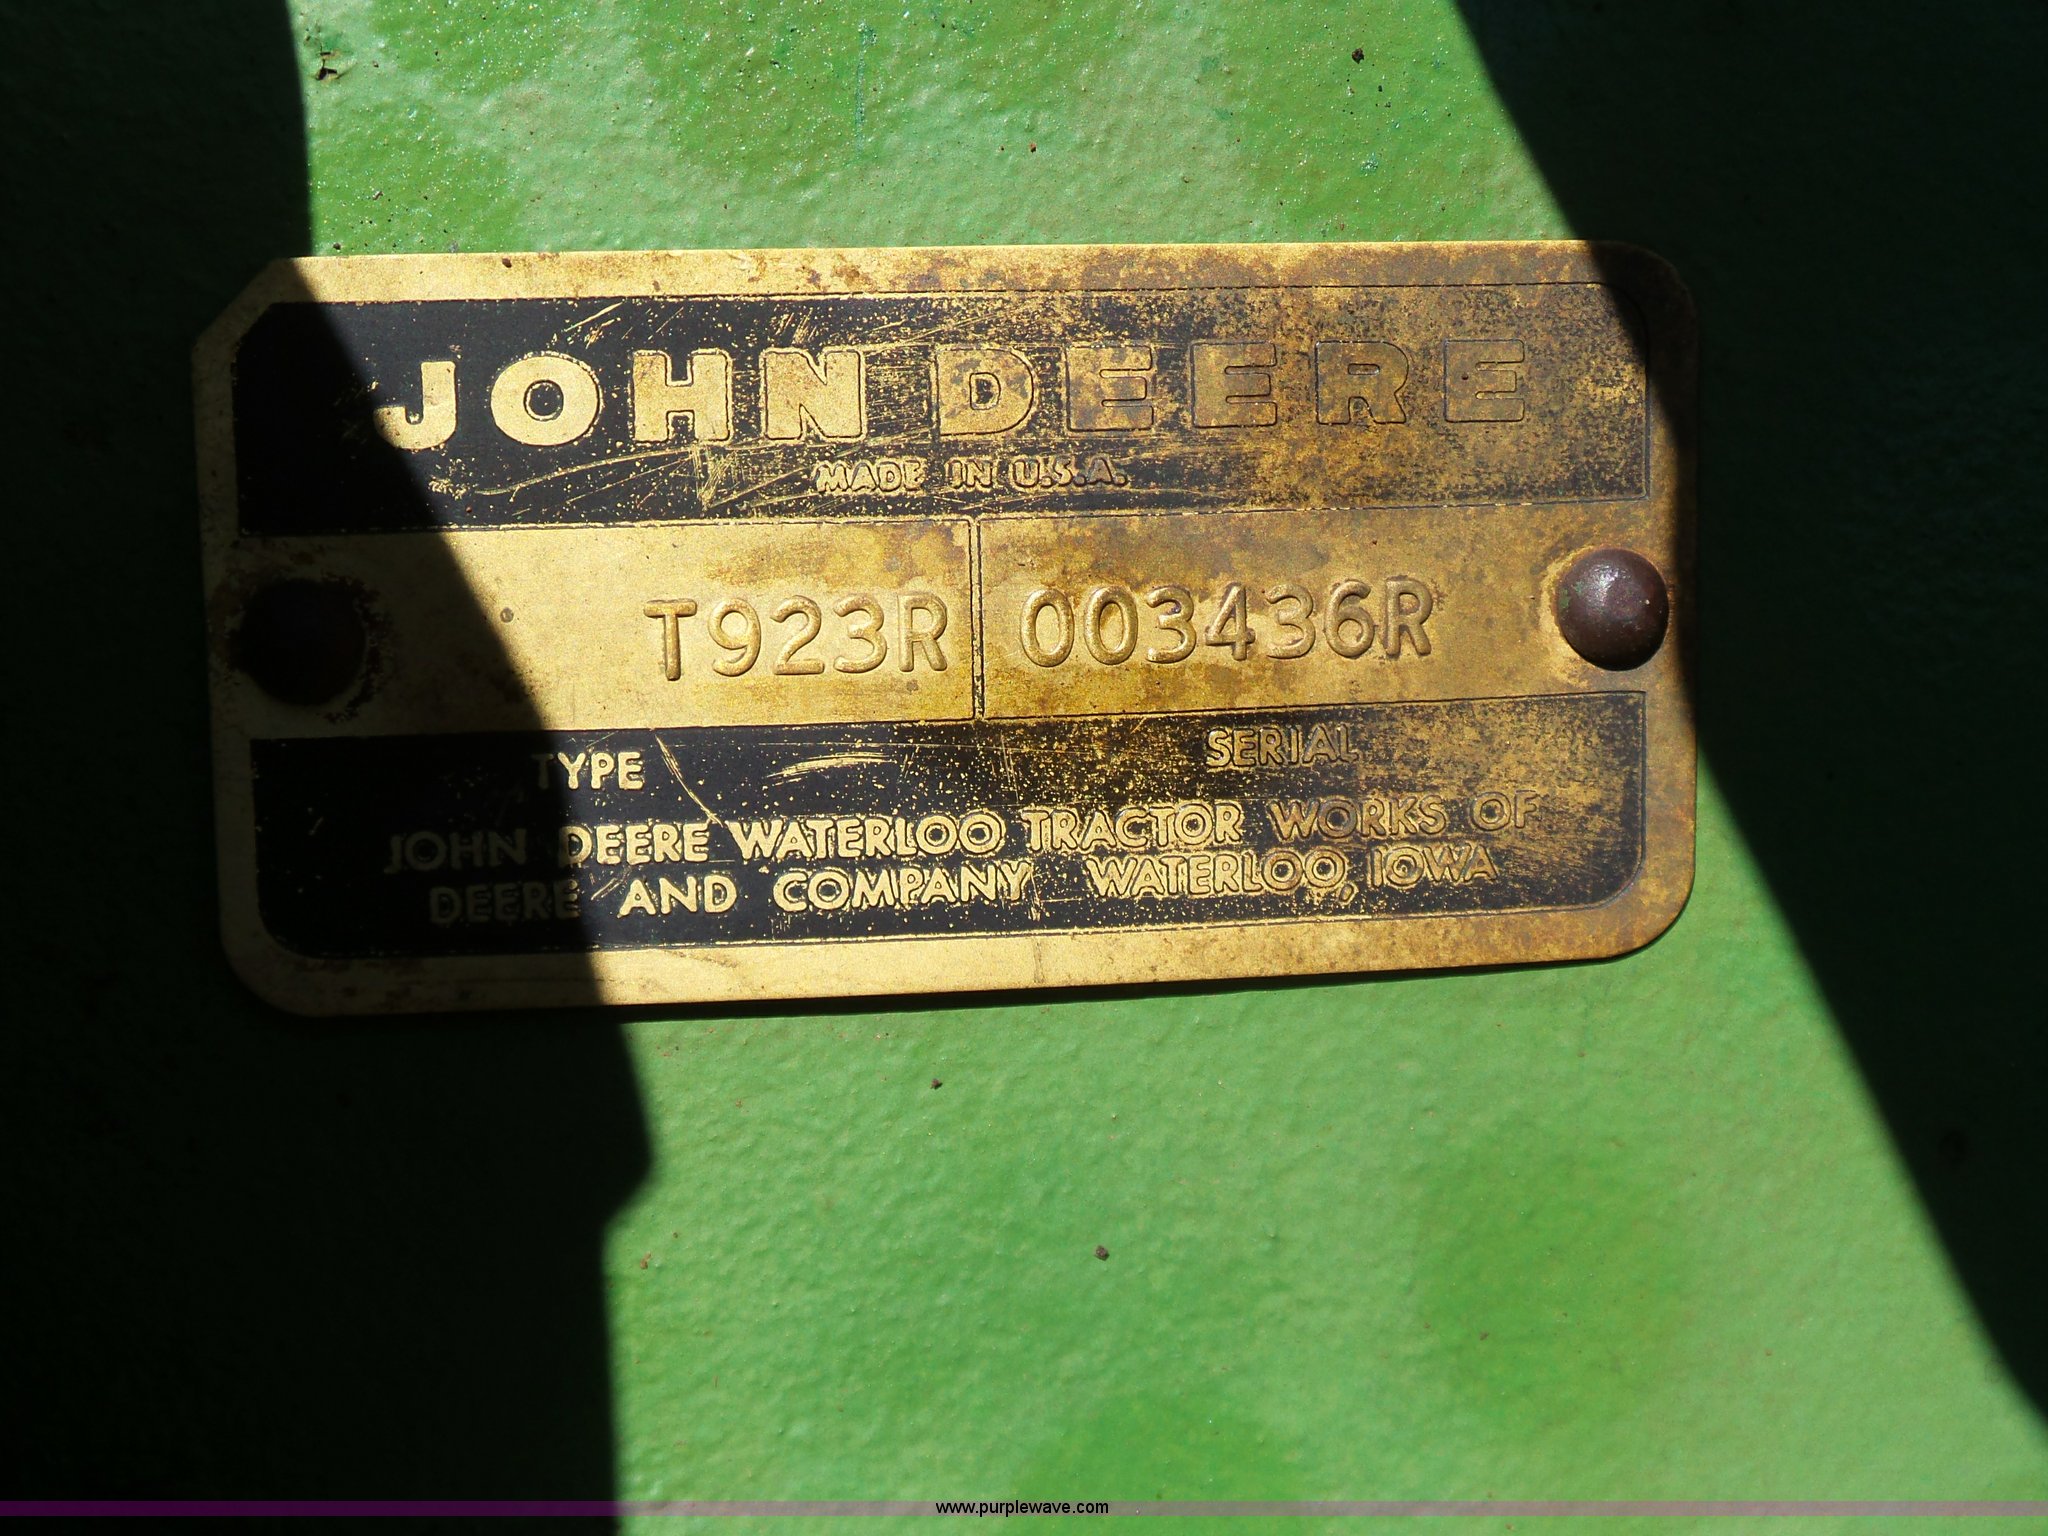 JOHN DEERE
MADE IN U.S.A.
T923R 003436R
TYPE SERIAL
JOHN DEERE WATERLOO TRACTOR WORKS OF
DEERE AND COMPANY WATERLOO, IOWA
www.purplewave.com